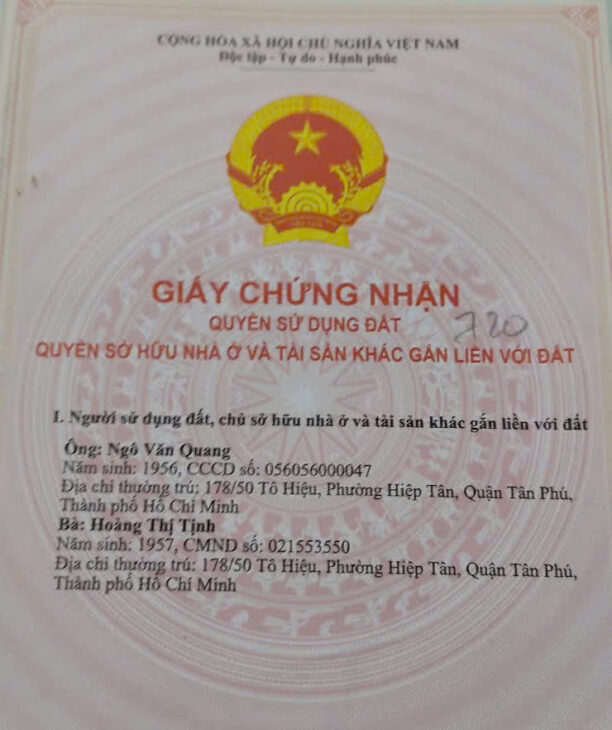 CỘNG HÒA XÃ HỘI CHỦ NGHĨA VIỆT NAM
Độc lập - Tự do - Hạnh phúc
GIẤY CHỨNG NHẬN
QUYỀN SỬ DỤNG ĐẤT
720
QUYỀN SỞ HỮU NHÀ Ở VÀ TÀI SẢN KHÁC GẮN LIỀN VỚI ĐẤT
I. Người sử dụng đất, chủ sở hữu nhà ở và tài sản khác gắn liền với đất
Ông: Ngô Văn Quang
Năm sinh: 1956, CCCD số: 056056000047
Địa chỉ thường trú: 178/50 Tô Hiệu, Phường Hiệp Tân, Quận Tân Phú,
Thành phố Hồ Chí Minh
Bà: Hoàng Thị Tịnh
Năm sinh: 1957, CMND số: 021553550
Địa chỉ thường trú: 178/50 Tô Hiệu, Phường Hiệp Tân, Quận Tân Phú,
Thành phố Hồ Chí Minh